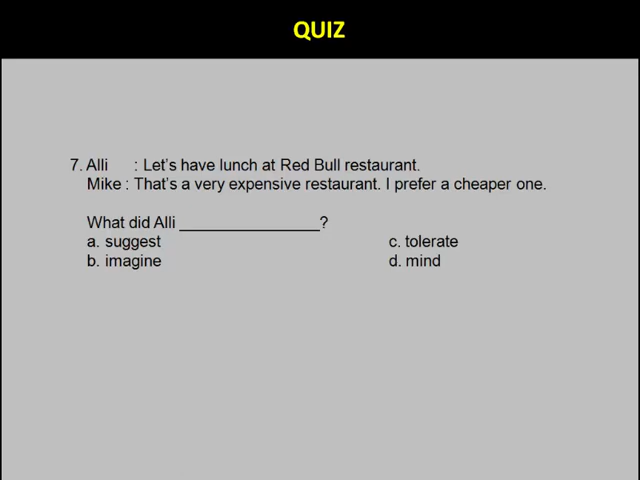 QUIZ
7. Alli : Let's have lunch at Red Bull restaurant.
Mike : That's a very expensive restaurant. I prefer a cheaper one.
What did Alli ________________?
a. suggest c. tolerate
b. imagine d. mind